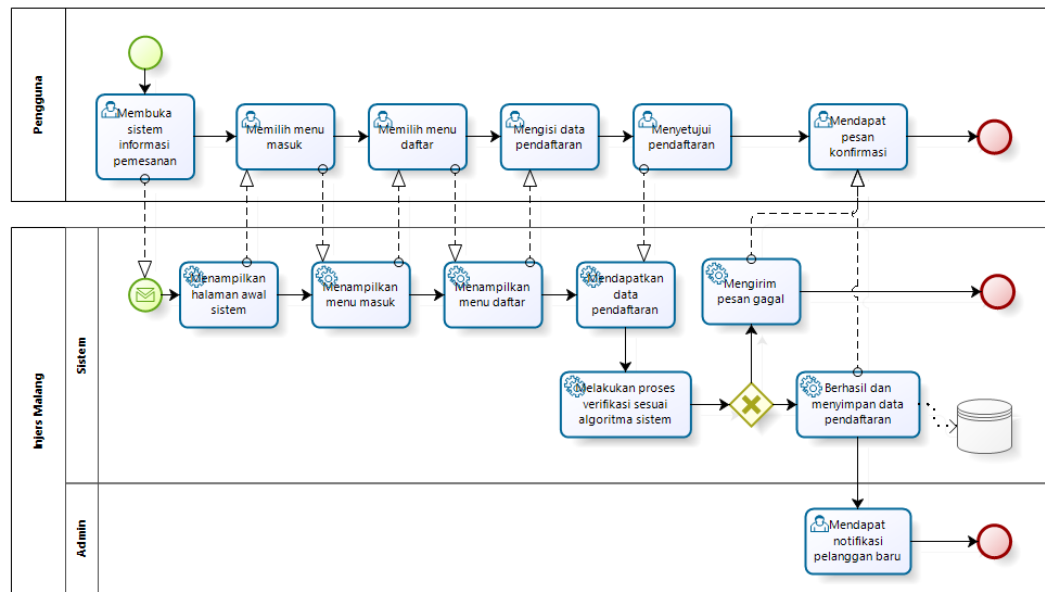 Pengguna
Membuka
sistem
informasi
pemesanan
Memilih menu
masuk
Memilih menu
daftar
Mengisi data
pendaftaran
Menyetujui
pendaftaran
Mendapat
pesan
konfirmasi
Injers Malang
Sistem
Menampilkan
halaman awal
sistem
Menampilkan
menu masuk
Menampilkan
menu daftar
Mendapatkan
data
pendaftaran
Mengirim
pesan gagal
Melakukan proses
verifikasi sesuai
algoritma sistem
Berhasil dan
menyimpan data
pendaftaran
Admin
Mendapat
notifikasi
pelanggan baru